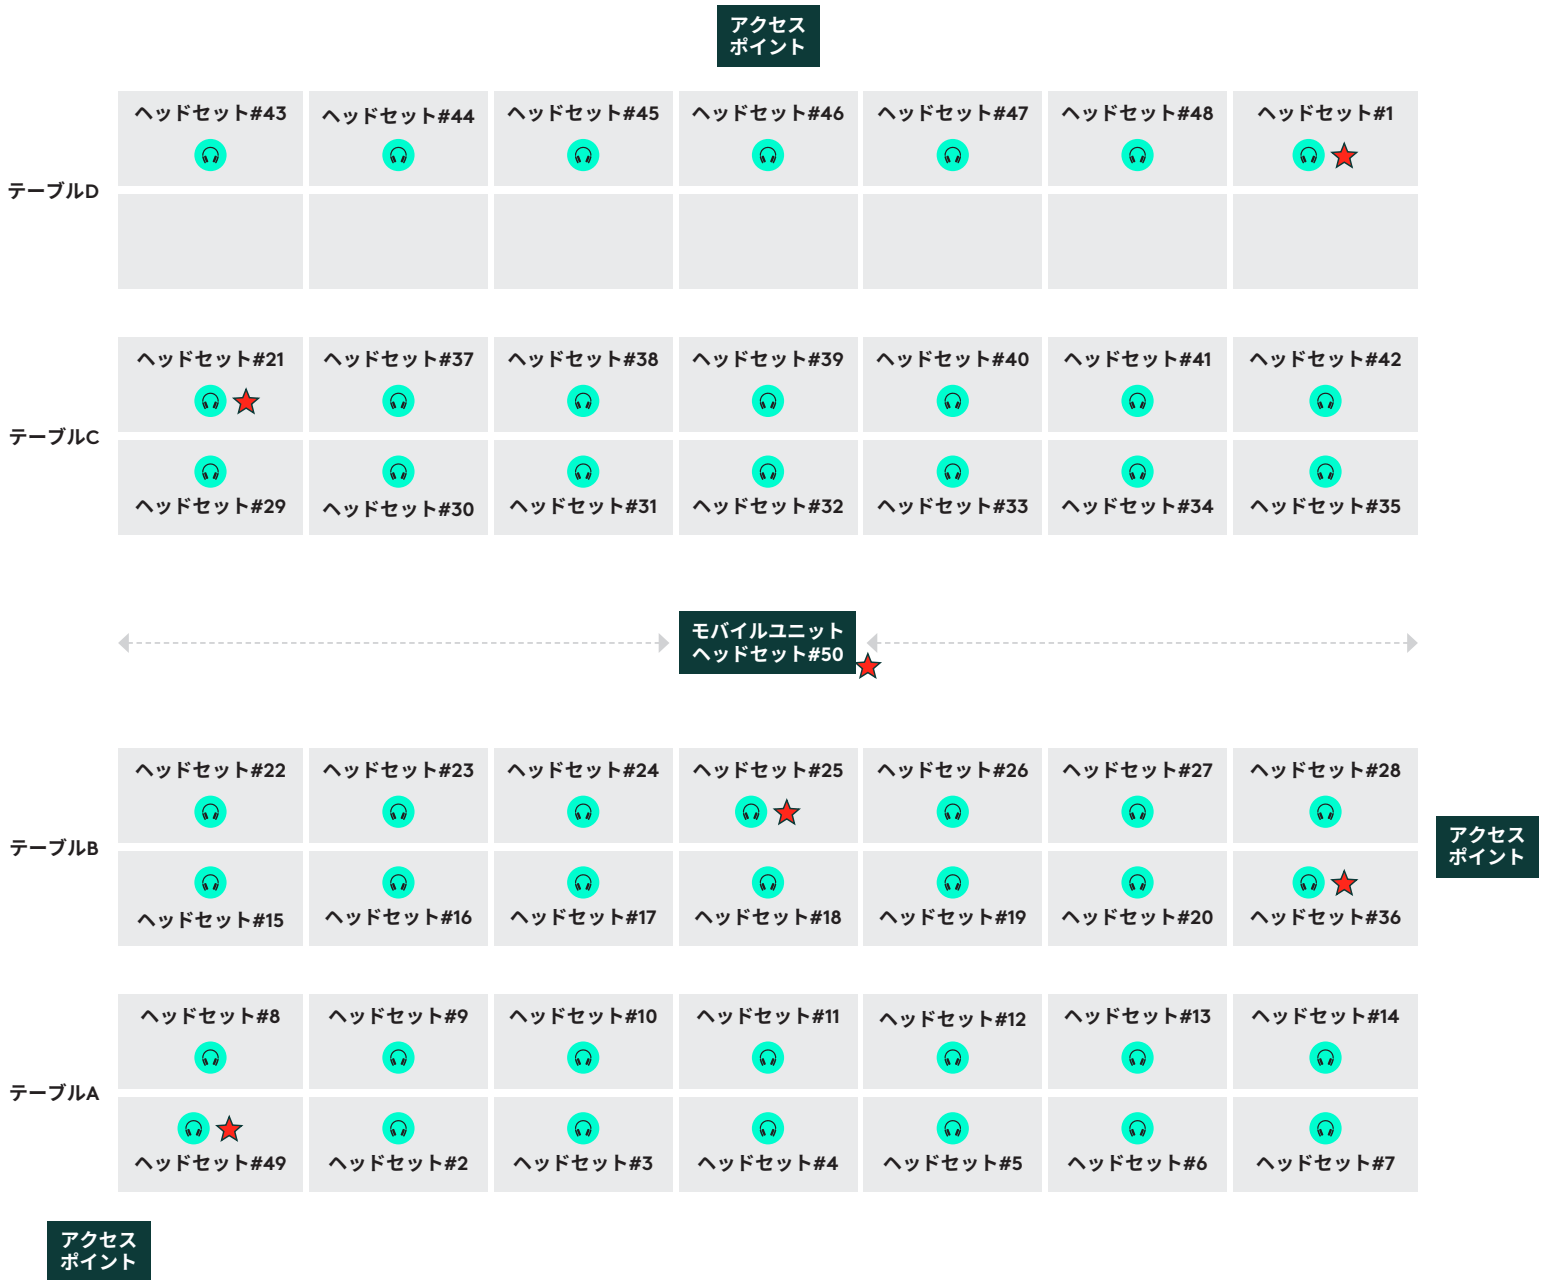 アクセス
ポイント
ヘッドセット#43
ヘッドセット#44
ヘッドセット#45
ヘッドセット#46
ヘッドセット#47
ヘッドセット#48
ヘッドセット#1
テーブルD
ヘッドセット#21
ヘッドセット#37
ヘッドセット#38
ヘッドセット#39
ヘッドセット#40
ヘッドセット#41
ヘッドセット#42
テーブルC
ヘッドセット#29
ヘッドセット#30
ヘッドセット#31
ヘッドセット#32
ヘッドセット#33
ヘッドセット#34
ヘッドセット#35
モバイルユニット
ヘッドセット#50
ヘッドセット#22
ヘッドセット#23
ヘッドセット#24
ヘッドセット#25
ヘッドセット#26
ヘッドセット#27
ヘッドセット#28
テーブルB
アクセス
ポイント
ヘッドセット#15
ヘッドセット#16
ヘッドセット#17
ヘッドセット#18
ヘッドセット#19
ヘッドセット#20
ヘッドセット#36
ヘッドセット#8
ヘッドセット#9
ヘッドセット#10
ヘッドセット#11
ヘッドセット#12
ヘッドセット#13
ヘッドセット#14
テーブルA
ヘッドセット#49
ヘッドセット#2
ヘッドセット#3
ヘッドセット#4
ヘッドセット#5
ヘッドセット#6
ヘッドセット#7
アクセス
ポイント